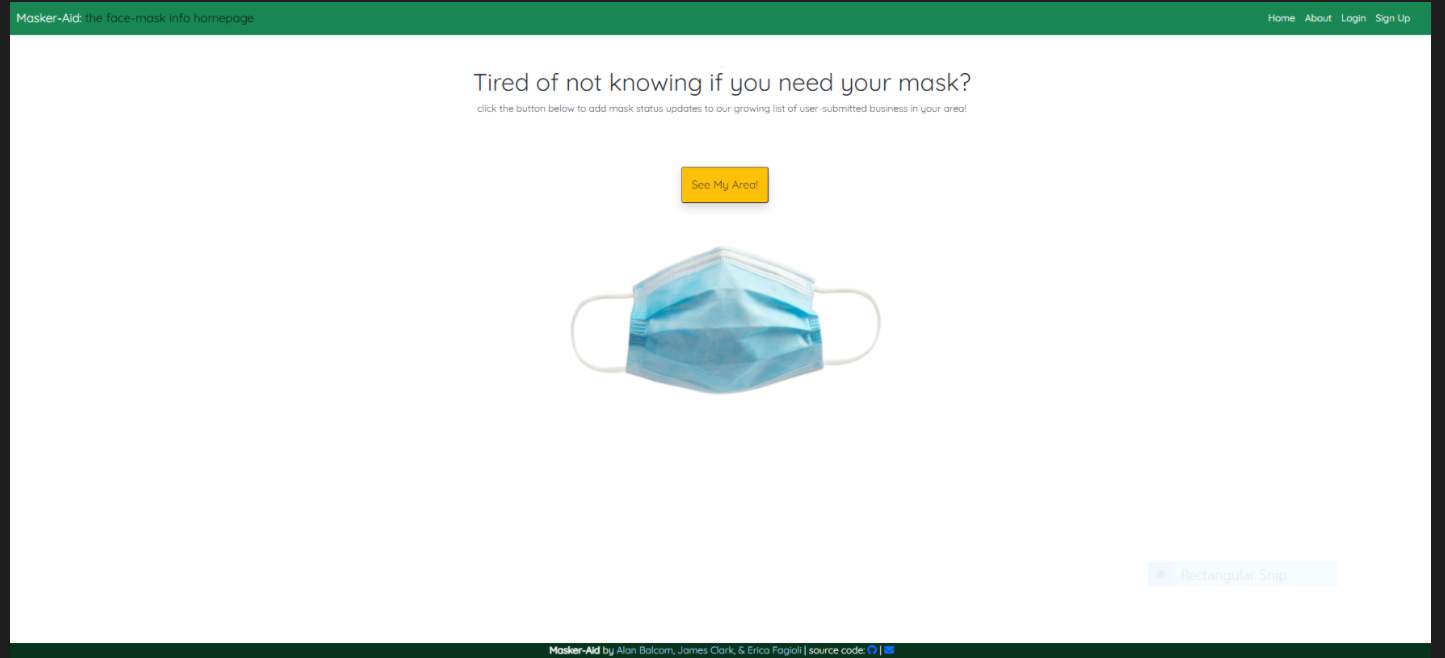 Masker-Aid: the face-mask info homepage
Home About Login Sign Up
Tired of not knowing if you need your mask?
click the button below to add mask status updates to our growing list of user-submitted business in your area!
See My Area!
Rectangular Snip
Masker-Aid by Alan Balcom, James Clark, & Erica Fagioli | source code: |